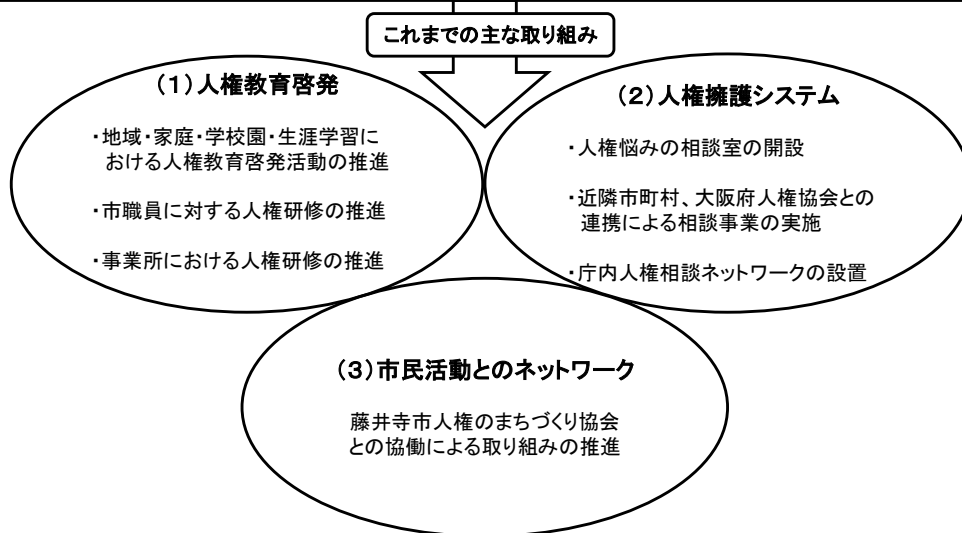 これまでの主な取り組み
（１）人権教育啓発
・地域・家庭・学校園・生涯学習に
おける人権教育啓発活動の推進
・市職員に対する人権研修の推進
・事業所における人権研修の推進
（２）人権擁護システム
・人権悩みの相談室の開設
・近隣市町村、大阪府人権協会との
連携による相談事業の実施
・庁内人権相談ネットワークの設置
（３）市民活動とのネットワーク
藤井寺市人権のまちづくり協会
との協働による取り組みの推進